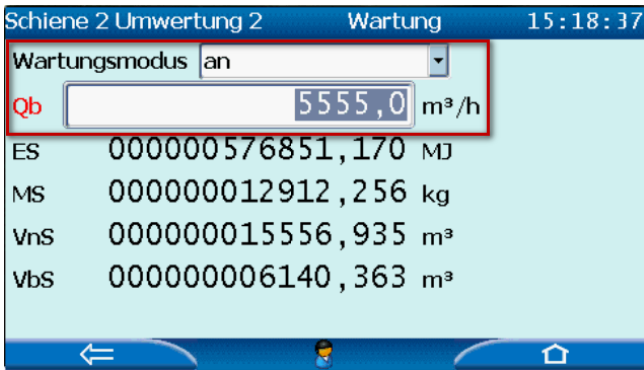 Schiene 2 Umwertung 2 Wartung 15:18:37
Wartungsmodus an
Qb 5555,0 m³/h
ES 000000576851,170 MJ
MS 000000012912,256 kg
VnS 000000015556,935 m³
VbS 000000006140,363 m³